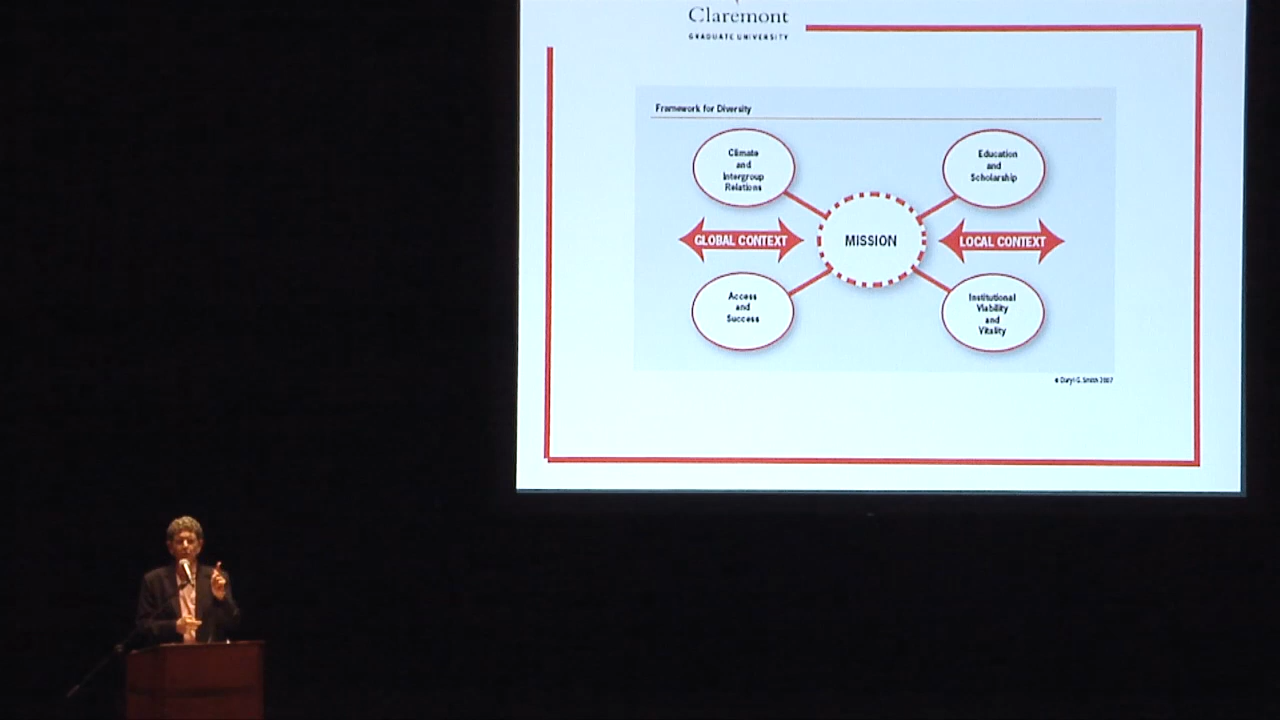 Claremont
GRADUATE UNIVERSITY
Framework for Diversity
Climate
and
Intergroup
Relations
Education
and
Scholarship
GLOBAL CONTEXT
MISSION
LOCAL CONTEXT
Access
and
Success
Institutional
Viability
and
Vitality
© Daryl G. Smith 2007